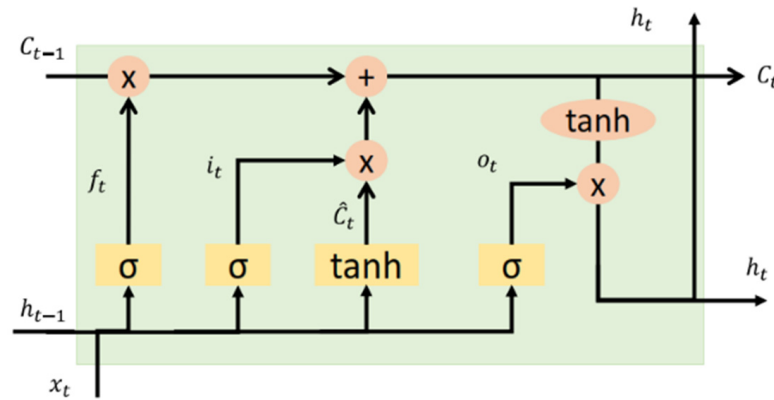 h_t
C_{t-1}
x
+
C_t
tanh
f_t
i_t
x
o_t
x
Ĉ_t
σ
σ
tanh
σ
h_t
h_{t-1}
x_t